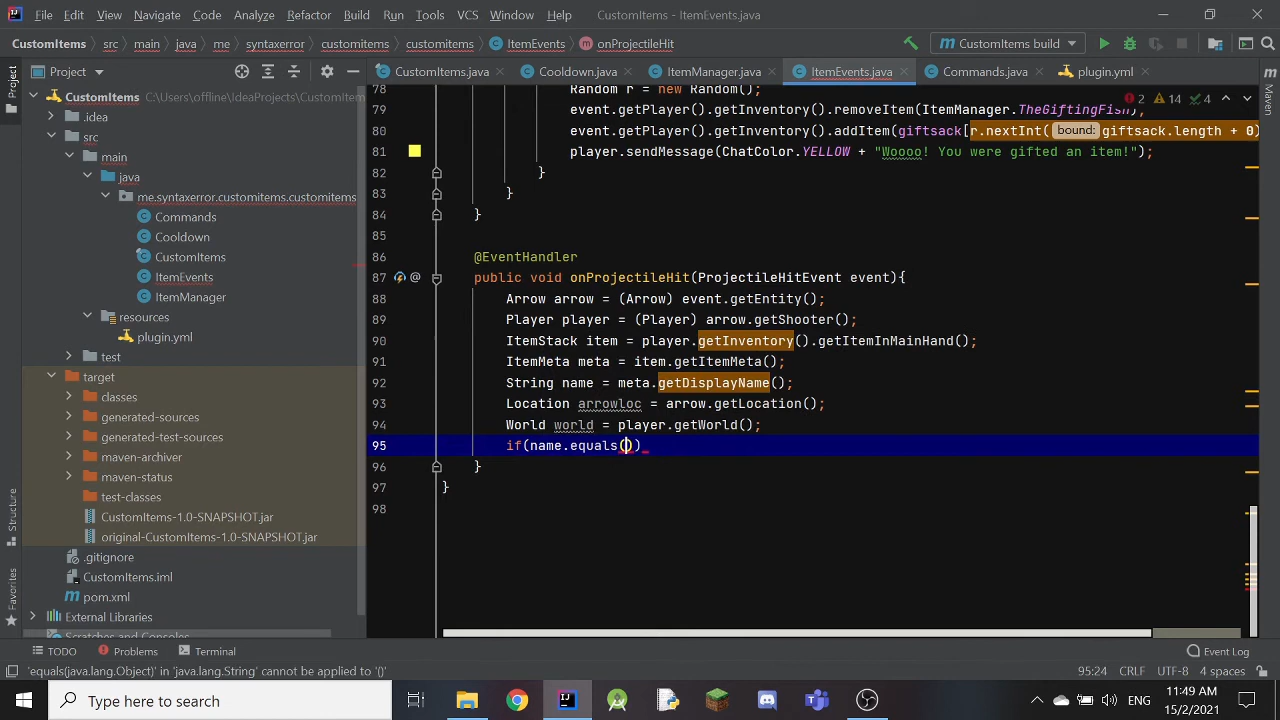 File Edit View Navigate Code Analyze Refactor Build Run Tools VCS Window Help CustomItems - ItemEvents.java
CustomItems src main java me syntaxerror customitems customitems ItemEvents onProjectileHit CustomItems build
Project CustomItems.java Cooldown.java ItemManager.java ItemEvents.java Commands.java plugin.yml
Project
Structure
Favorites
Maven
CustomItems C:\Users\offline\IdeaProjects\CustomItem
.idea
src
main
java
me.syntaxerror.customitems.customitems
Commands
Cooldown
CustomItems
ItemEvents
ItemManager
resources
plugin.yml
test
target
classes
generated-sources
generated-test-sources
maven-archiver
maven-status
test-classes
CustomItems-1.0-SNAPSHOT.jar
original-CustomItems-1.0-SNAPSHOT.jar
.gitignore
CustomItems.iml
pom.xml
External Libraries
Scratches and Consoles
2 14 4
78 Random r = new Random();
79 event.getPlayer().getInventory().removeItem(ItemManager.TheGiftingFish);
80 event.getPlayer().getInventory().addItem(giftsack[r.nextInt( bound: giftsack.length + 0)
81 player.sendMessage(ChatColor.YELLOW + "Woooo! You were gifted an item!");
82 }
83 }
84 }
85
86 @EventHandler
87 @ public void onProjectileHit(ProjectileHitEvent event){
88 Arrow arrow = (Arrow) event.getEntity();
89 Player player = (Player) arrow.getShooter();
90 ItemStack item = player.getInventory().getItemInMainHand();
91 ItemMeta meta = item.getItemMeta();
92 String name = meta.getDisplayName();
93 Location arrowloc = arrow.getLocation();
94 World world = player.getWorld();
95 if(name.equals())
96 }
97 }
98
TODO Problems Terminal Event Log
'equals(java.lang.Object)' in 'java.lang.String' cannot be applied to '()' 95:24 CRLF UTF-8 4 spaces
Type here to search ENG 11:49 AM
15/2/2021